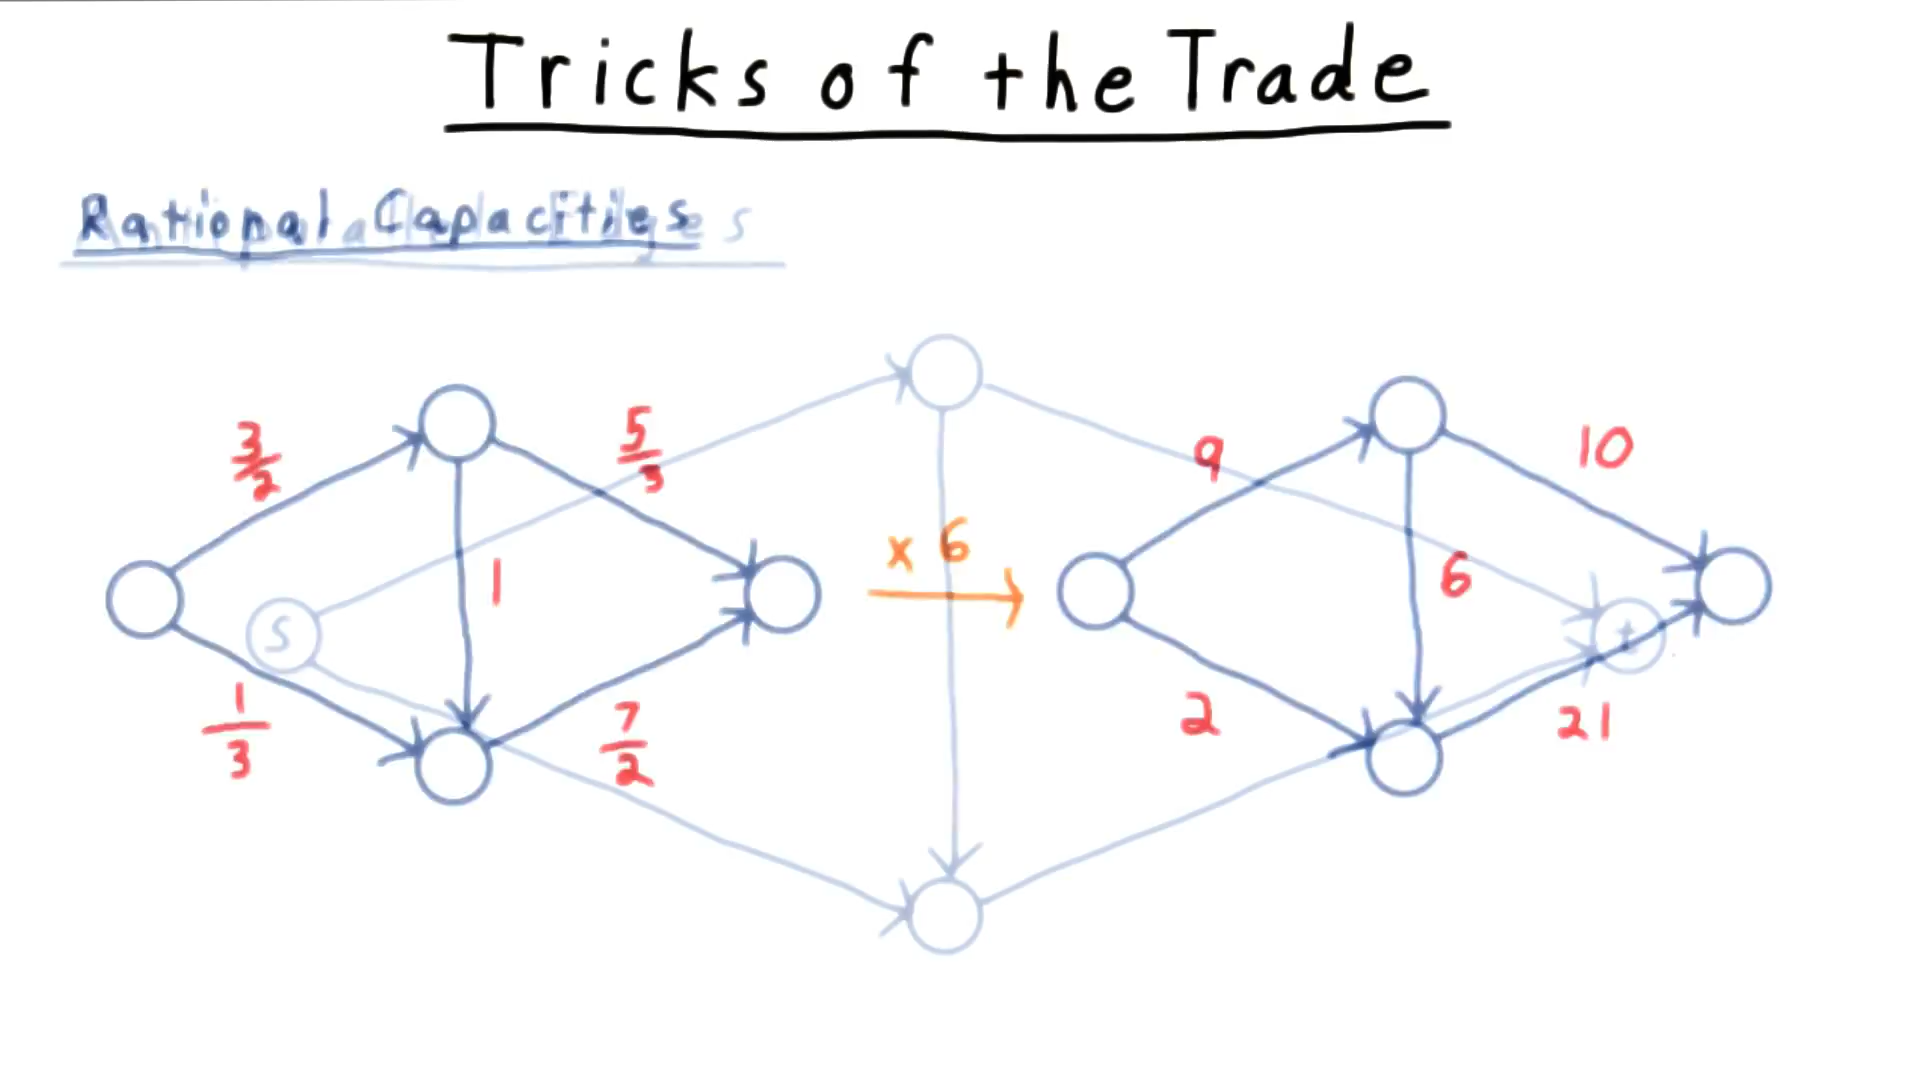 Tricks of the Trade
Rational Capacities
3/2
5/3
1
1/3
7/2
x 6
9
10
6
2
21
s
t